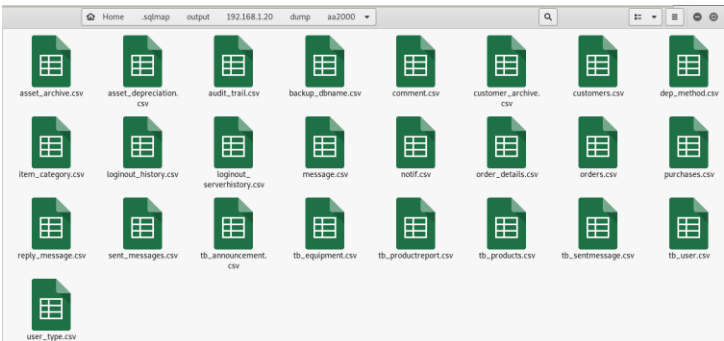 Home .sqlmap output 192.168.1.20 dump aa2000
asset_archive.csv asset_depreciation. audit_trail.csv backup_dbname.csv comment.csv customer_archive. customers.csv dep_method.csv
csv csv
item_category.csv loginout_history.csv loginout_ message.csv notif.csv order_details.csv orders.csv purchases.csv
serverhistory.csv
reply_message.csv sent_messages.csv tb_announcement. tb_equipment.csv tb_productreport.csv tb_products.csv tb_sentmessage.csv tb_user.csv
csv
user_type.csv